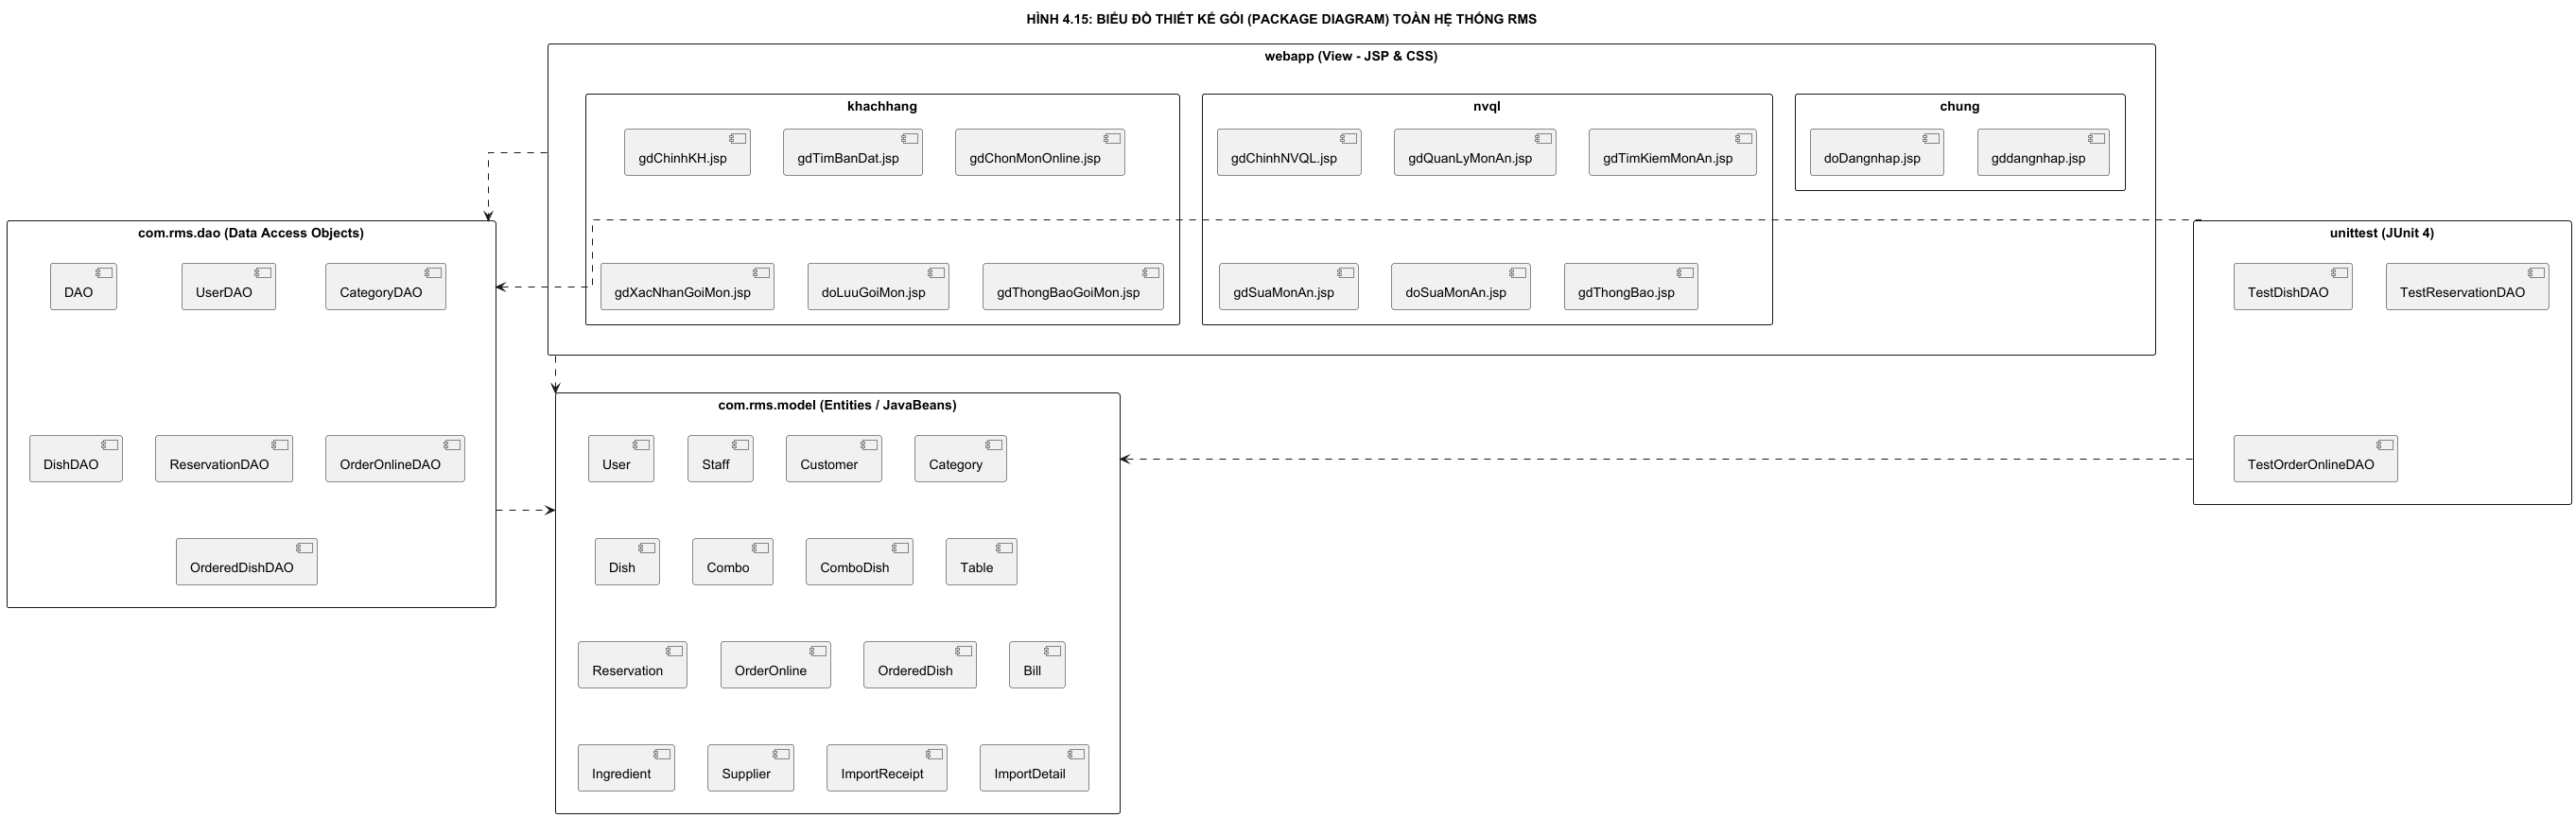 HÌNH 4.15: BIỂU ĐỒ THIẾT KẾ GÓI (PACKAGE DIAGRAM) TOÀN HỆ THỐNG RMS
webapp (View - JSP & CSS)
khachhang
gdChinhKH.jsp
gdTimBanDat.jsp
gdChonMonOnline.jsp
gdXacNhanGoiMon.jsp
doLuuGoiMon.jsp
gdThongBaoGoiMon.jsp
nvql
gdChinhNVQL.jsp
gdQuanLyMonAn.jsp
gdTimKiemMonAn.jsp
gdSuaMonAn.jsp
doSuaMonAn.jsp
gdThongBao.jsp
chung
doDangnhap.jsp
gddangnhap.jsp
com.rms.dao (Data Access Objects)
DAO
UserDAO
CategoryDAO
DishDAO
ReservationDAO
OrderOnlineDAO
OrderedDishDAO
unittest (JUnit 4)
TestDishDAO
TestReservationDAO
TestOrderOnlineDAO
com.rms.model (Entities / JavaBeans)
User
Staff
Customer
Category
Dish
Combo
ComboDish
Table
Reservation
OrderOnline
OrderedDish
Bill
Ingredient
Supplier
ImportReceipt
ImportDetail